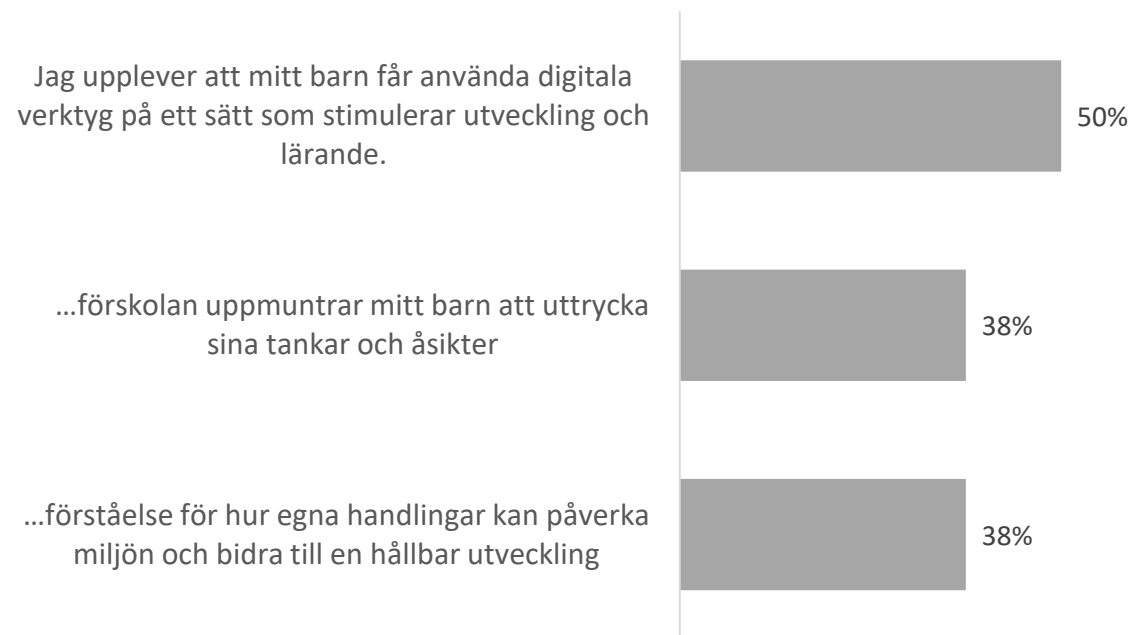 Jag upplever att mitt barn får använda digitala
verktyg på ett sätt som stimulerar utveckling och
lärande.
50%
...förskolan uppmuntrar mitt barn att uttrycka
sina tankar och åsikter
38%
...förståelse för hur egna handlingar kan påverka
miljön och bidra till en hållbar utveckling
38%